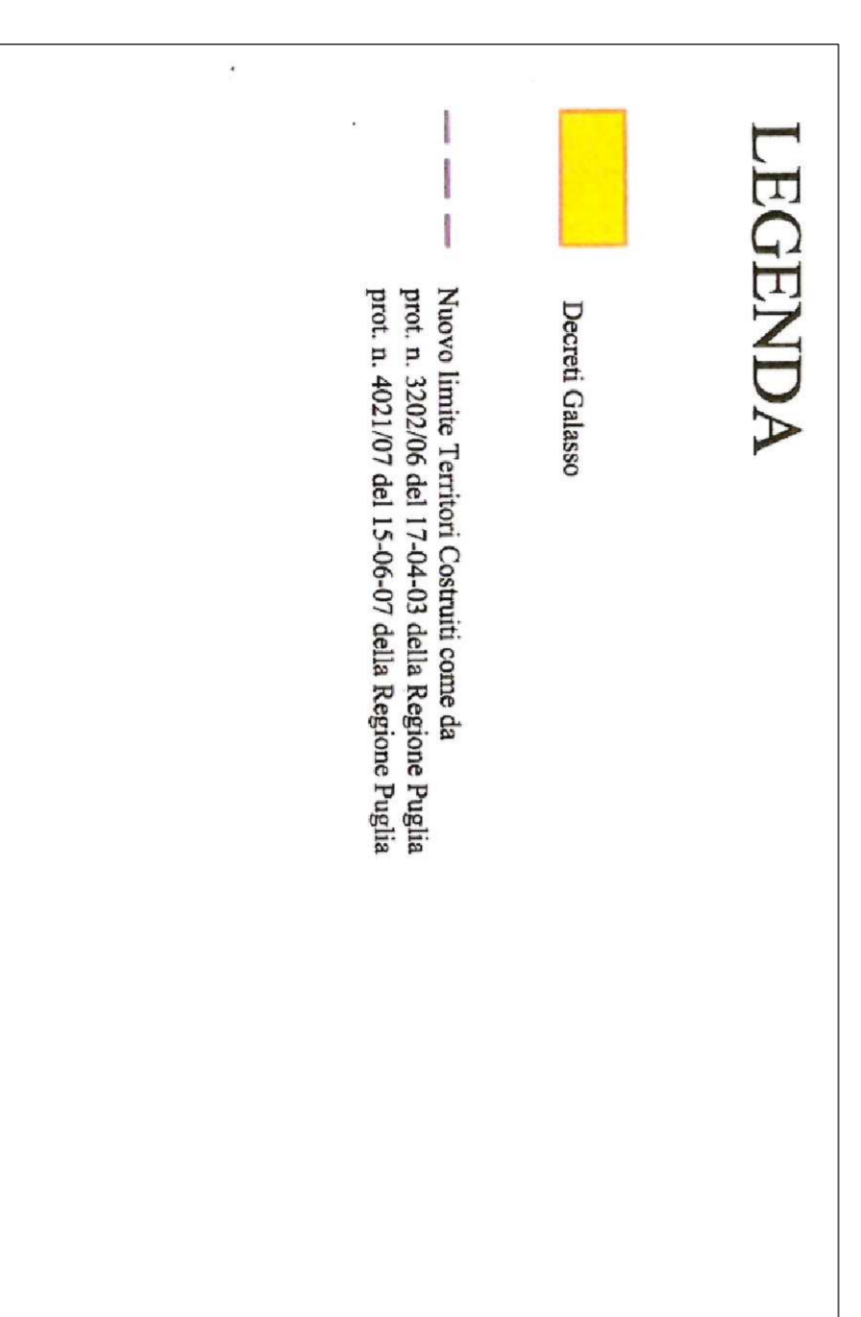 LEGENDA
Decreti Galasso
Nuovo limite Territori Costruiti come da
prot. n. 3202/06 del 17-04-03 della Regione Puglia
prot. n. 4021/07 del 15-06-07 della Regione Puglia